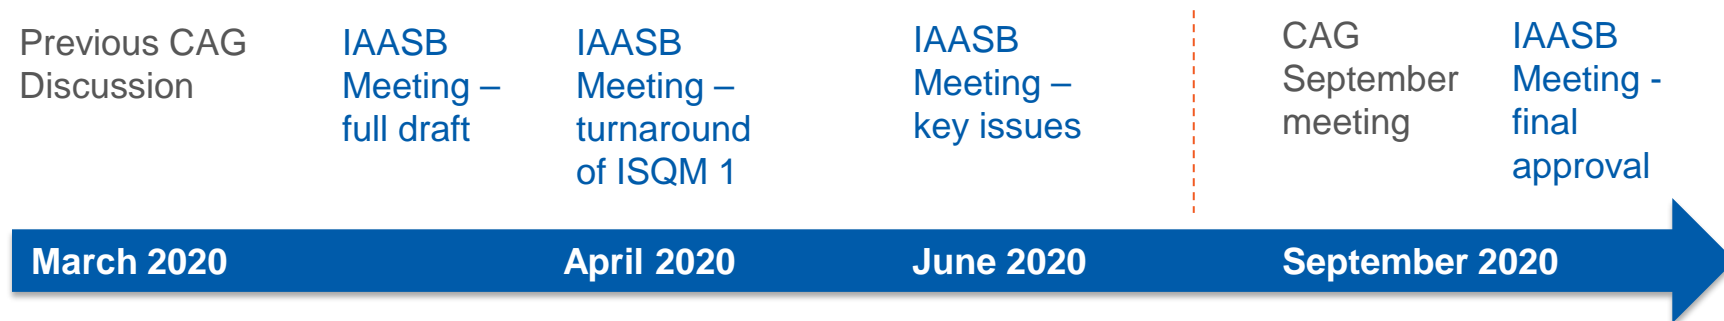 Previous CAG
Discussion
IAASB
Meeting –
full draft
IAASB
Meeting –
turnaround
of ISQM 1
IAASB
Meeting –
key issues
CAG
September
meeting
IAASB
Meeting -
final
approval
March 2020
April 2020
June 2020
September 2020